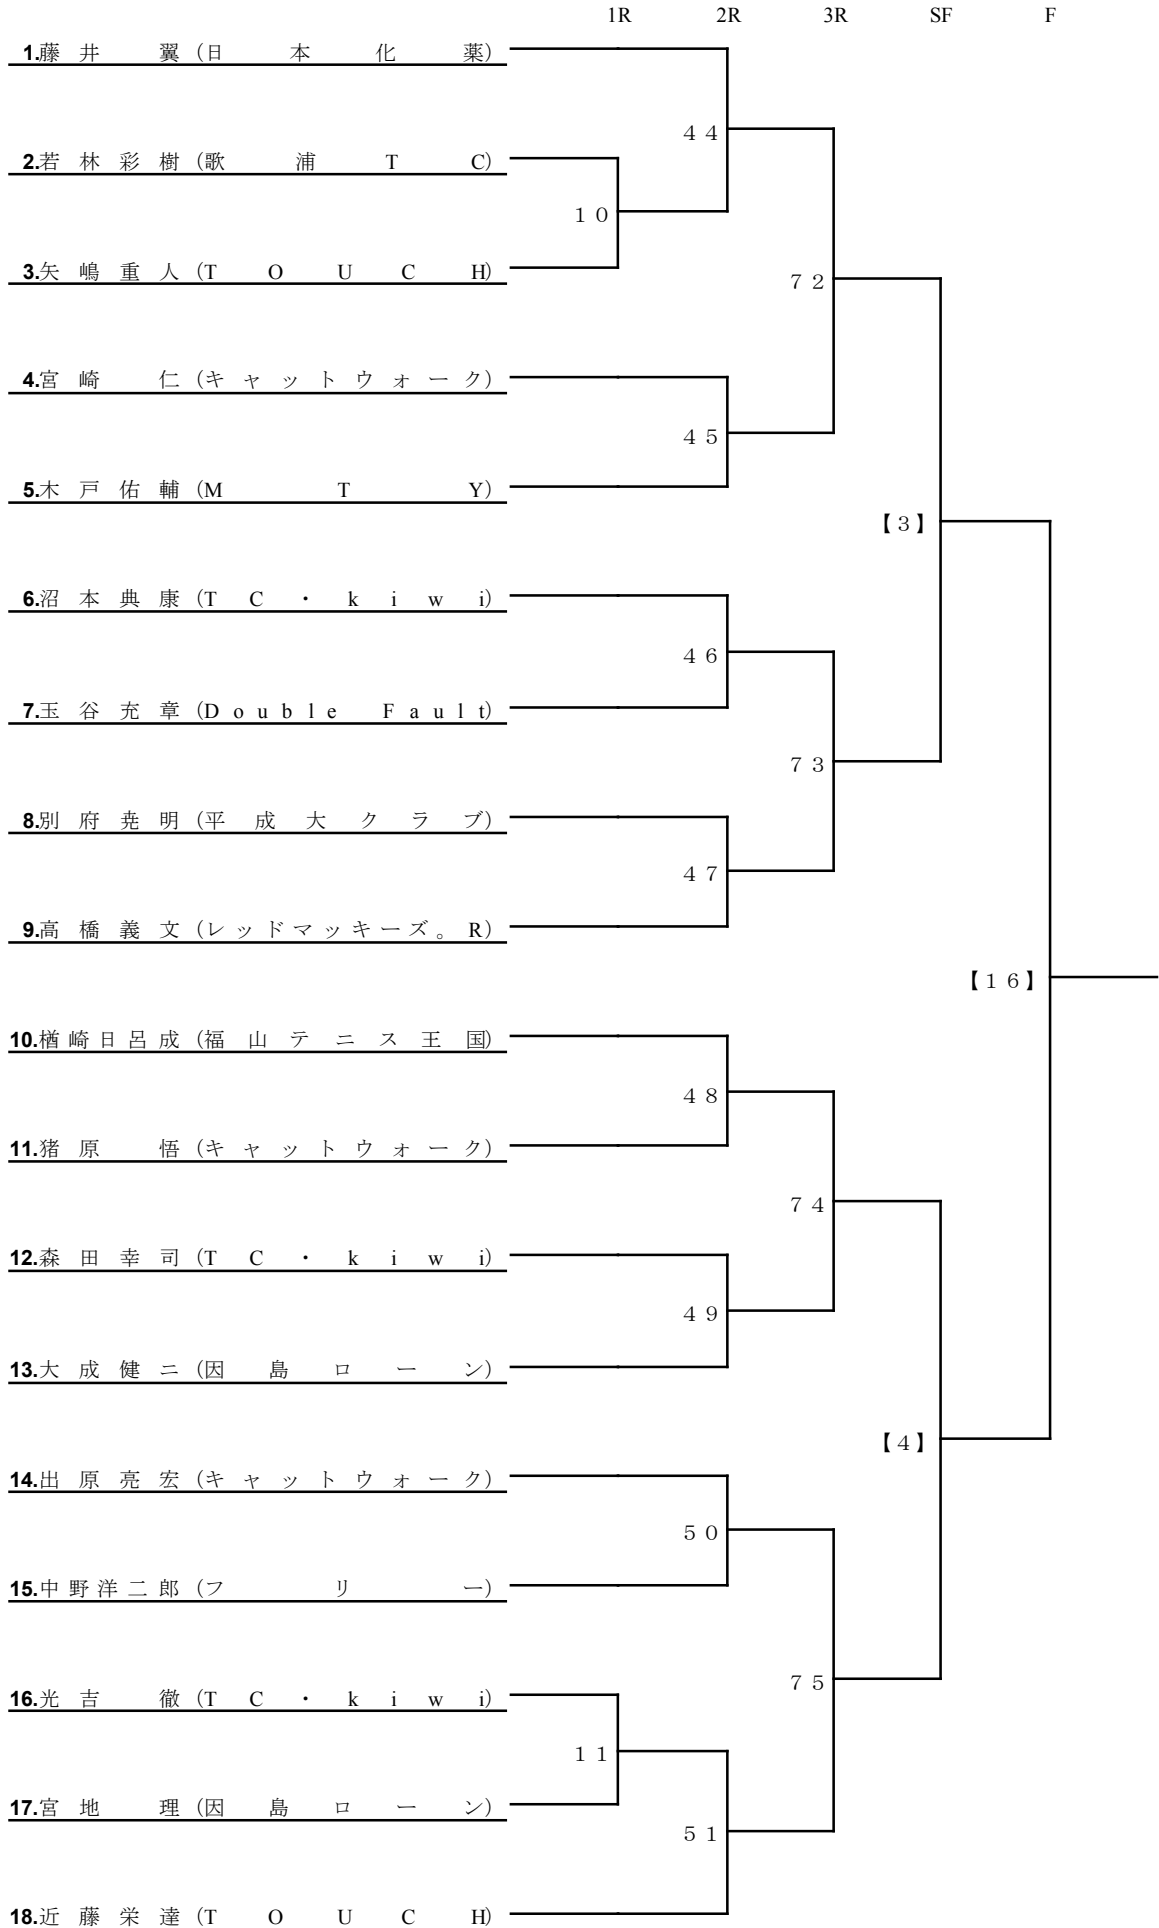 1R 2R 3R SF F
1.藤井 翼(日本化薬)
44
2.若林彩樹(歌浦TC)
10
3.矢嶋重人(TOUCH)
72
4.宮崎 仁(キャットウォーク)
45
5.木戸佑輔(MTY)
【3】
6.沼本典康(TC・kiwi)
46
7.玉谷充章(Double Fault)
73
8.別府尭明(平成大クラブ)
47
9.高橋義文(レッドマッキーズ。R)
【16】
10.楢崎日呂成(福山テニス王国)
48
11.猪原 悟(キャットウォーク)
74
12.森田幸司(TC・kiwi)
49
13.大成健ニ(因島ローン)
【4】
14.出原亮宏(キャットウォーク)
50
15.中野洋二郎(フリー)
75
16.光吉 徹(TC・kiwi)
11
17.宮地 理(因島ローン)
51
18.近藤栄達(TOUCH)